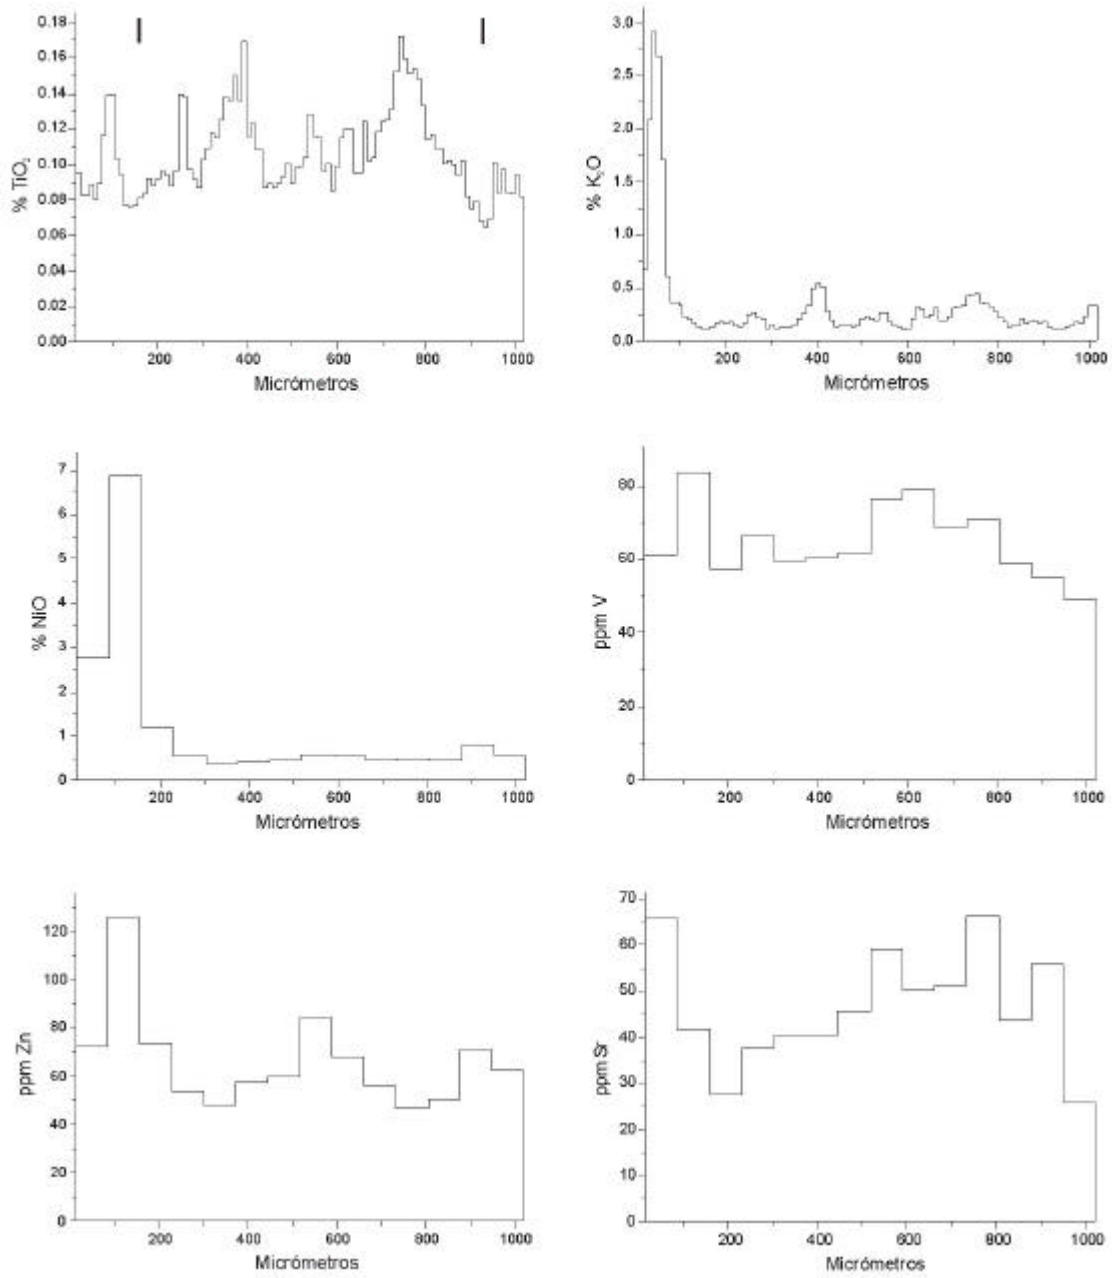 0.18
0.16
0.14
0.12
0.10
0.08
0.06
0.04
0.02
0.00
% TiO₂
200 400 600 800 1000
Micrómetros
3.0
2.5
2.0
1.5
1.0
0.5
0.0
% K₂O
200 400 600 800 1000
Micrómetros
7
6
5
4
3
2
1
0
% NiO
200 400 600 800 1000
Micrómetros
80
60
40
20
0
ppm V
200 400 600 800 1000
Micrómetros
120
100
80
60
40
20
0
ppm Zn
200 400 600 800 1000
Micrómetros
70
60
50
40
30
20
10
0
ppm Sr
200 400 600 800 1000
Micrómetros